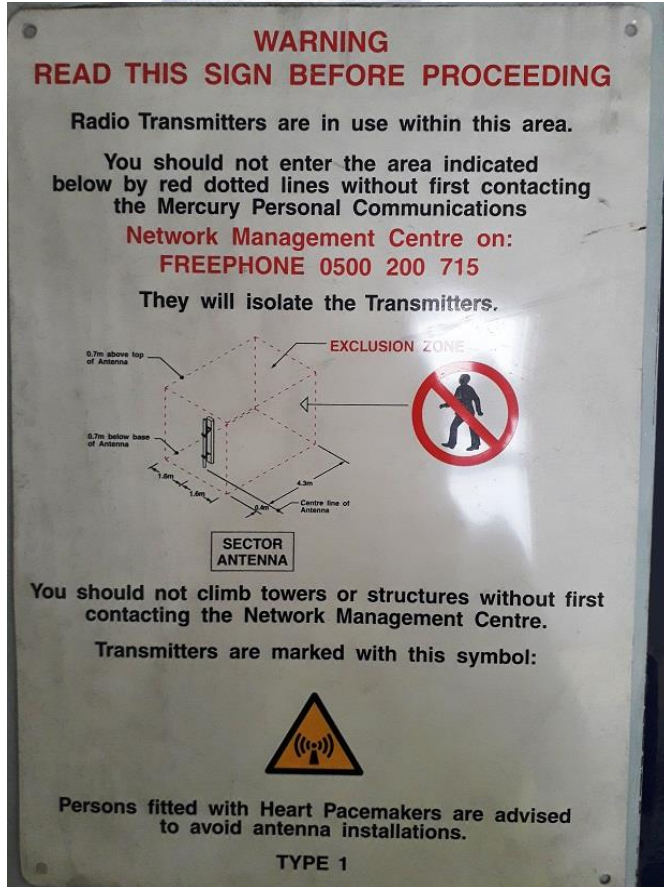 WARNING
READ THIS SIGN BEFORE PROCEEDING
Radio Transmitters are in use within this area.
You should not enter the area indicated
below by red dotted lines without first contacting
the Mercury Personal Communications
Network Management Centre on:
FREEPHONE 0500 200 715
They will isolate the Transmitters.
EXCLUSION ZONE
0.7m above top
of Antenna
0.7m below base
of Antenna
1.6m
1.6m
4.3m
0.4m
Centre line of
Antenna
SECTOR
ANTENNA
You should not climb towers or structures without first
contacting the Network Management Centre.
Transmitters are marked with this symbol:
Persons fitted with Heart Pacemakers are advised
to avoid antenna installations.
TYPE 1